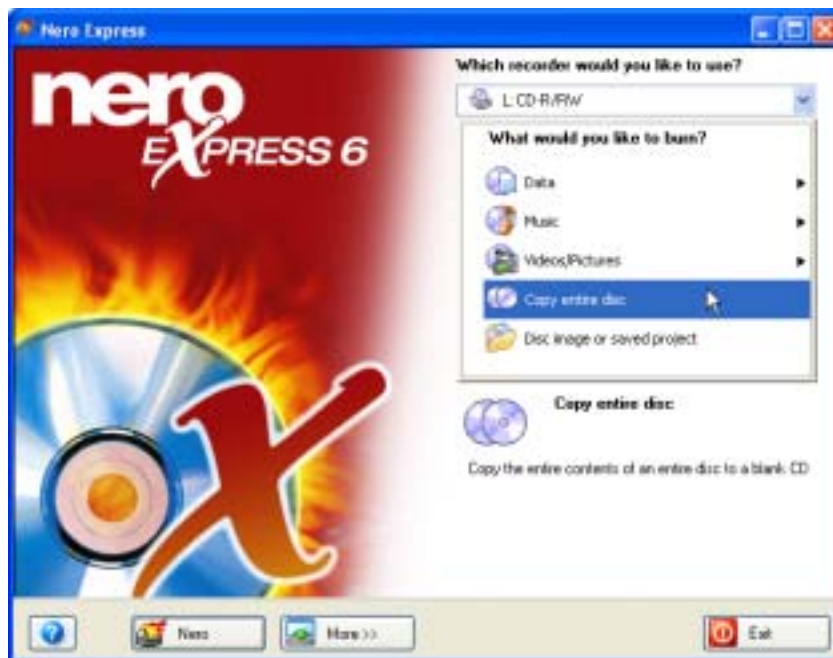 Nero Express
nero
EXPRESS 6
Which recorder would you like to use?
L: CD-R/RW
What would you like to burn?
Data
Music
Videos/Pictures
Copy entire disc
Disc image or saved project
Copy entire disc
Copy the entire contents of an entire disc to a blank CD
Nero
More >>
Exit